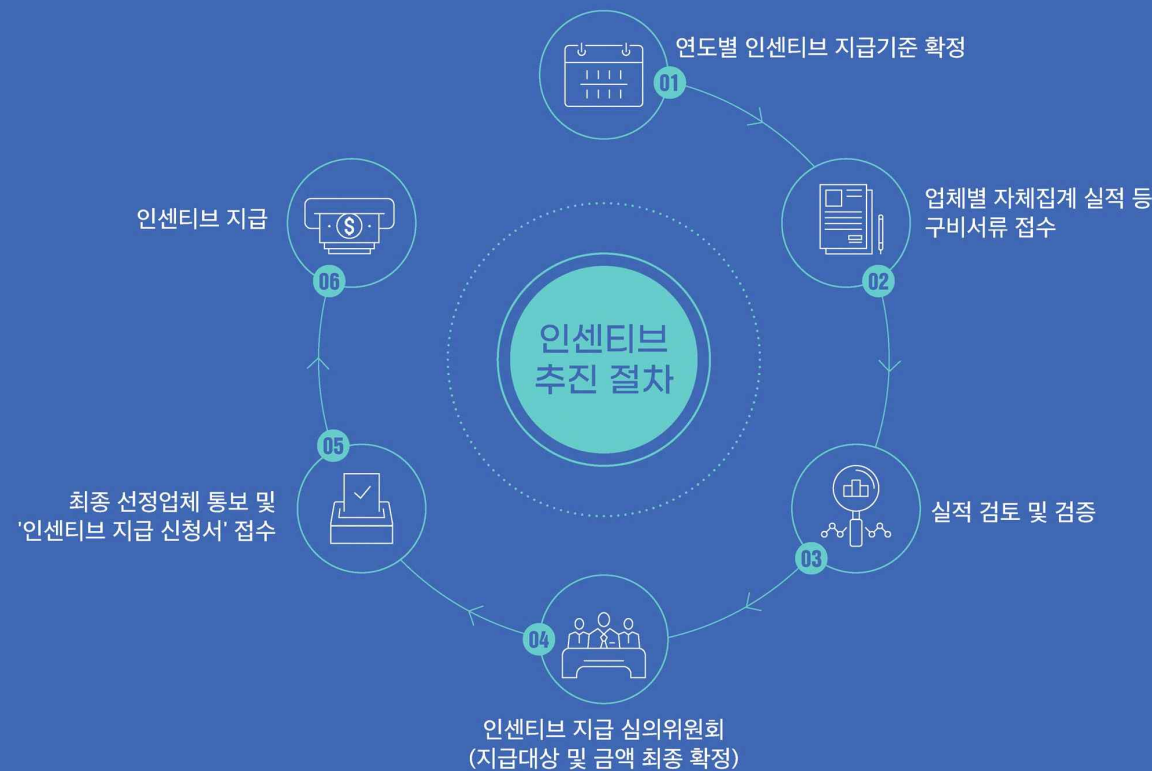 연도별 인센티브 지급기준 확정
01
업체별 자체집계 실적 등
구비서류 접수
02
실적 검토 및 검증
03
인센티브 지급 심의위원회
(지급대상 및 금액 최종 확정)
04
최종 선정업체 통보 및
'인센티브 지급 신청서' 접수
05
인센티브 지급
$
06
인센티브
추진 절차